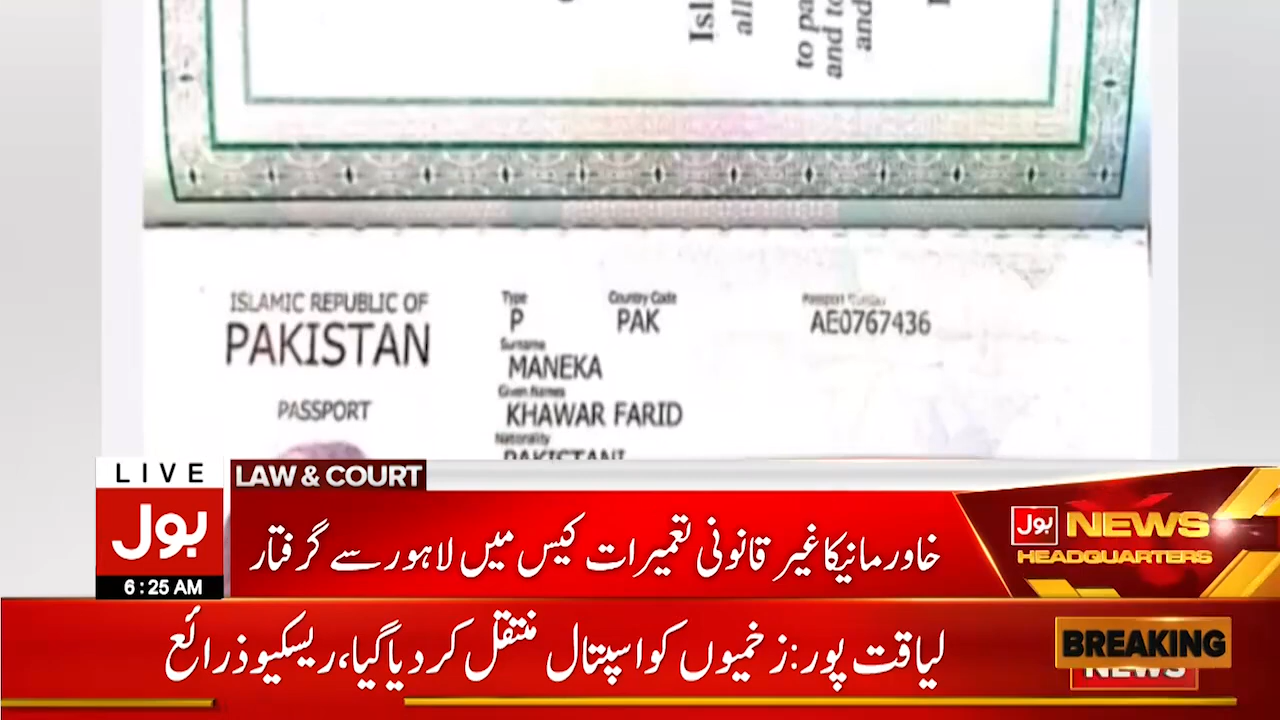 Isl
all
to pa
and to
and
ISLAMIC REPUBLIC OF
PAKISTAN
PASSPORT
Type
P
Country Code
PAK
Passport Number
AE0767436
Surname
MANEKA
Given Names
KHAWAR FARID
Nationality
PAKISTANI
LIVE
LAW & COURT
بول
6:25 AM
خاور مانیکا غیر قانونی تعمیرات کیس میں لاہور سے گرفتار
بول NEWS
HEADQUARTERS
لیاقت پور: زخمیوں کو اسپتال منتقل کر دیا گیا، ریسکیو ذرائع
BREAKING
NEWS